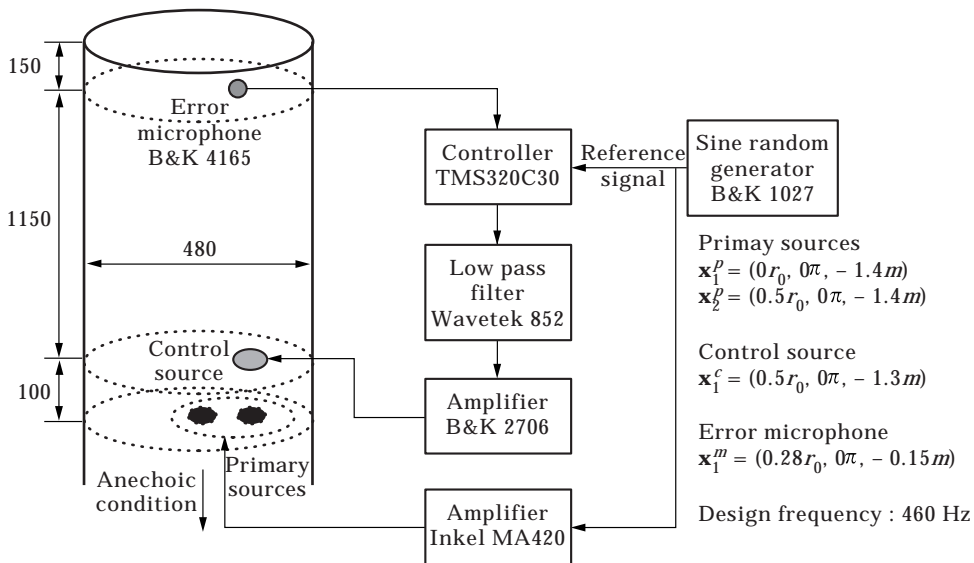 150
Error
microphone
B&K 4165
1150
480
Control
source
100
Anechoic
condition
Primary
sources
Controller
TMS320C30
Reference
signal
Sine random
generator
B&K 1027
Low pass
filter
Wavetek 852
Amplifier
B&K 2706
Amplifier
Inkel MA420
Primay sources
x₁ᵖ = (0r₀, 0π, – 1.4m)
x₂ᵖ = (0.5r₀, 0π, – 1.4m)
Control source
x₁ᶜ = (0.5r₀, 0π, – 1.3m)
Error microphone
x₁ᵐ = (0.28r₀, 0π, – 0.15m)
Design frequency : 460 Hz